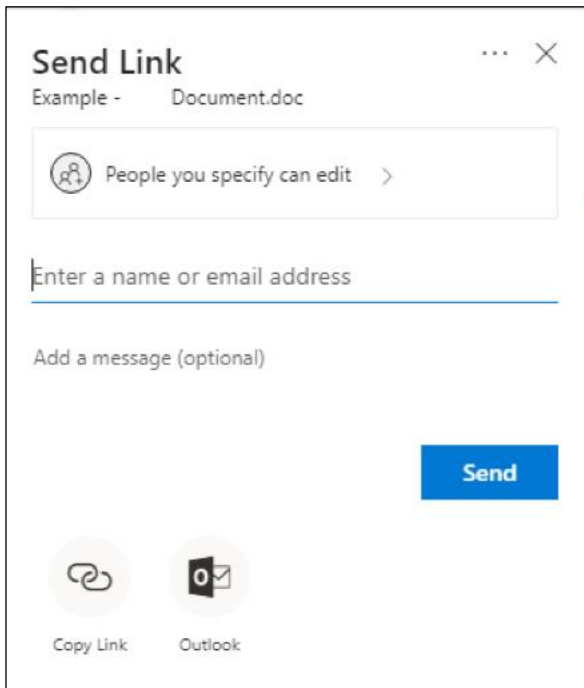 Send Link
Example - Document.doc
People you specify can edit
Enter a name or email address
Add a message (optional)
Send
Copy Link
Outlook